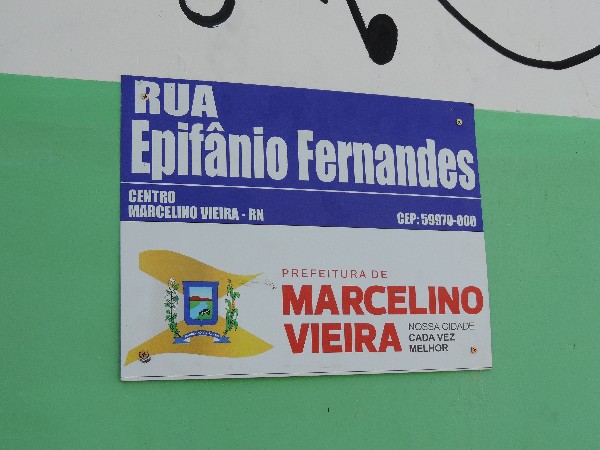 RUA
Epifânio Fernandes
CENTRO
MARCELINO VIEIRA - RN
CEP: 59970-000
PREFEITURA DE
MARCELINO
VIEIRA
NOSSA CIDADE
CADA VEZ
MELHOR